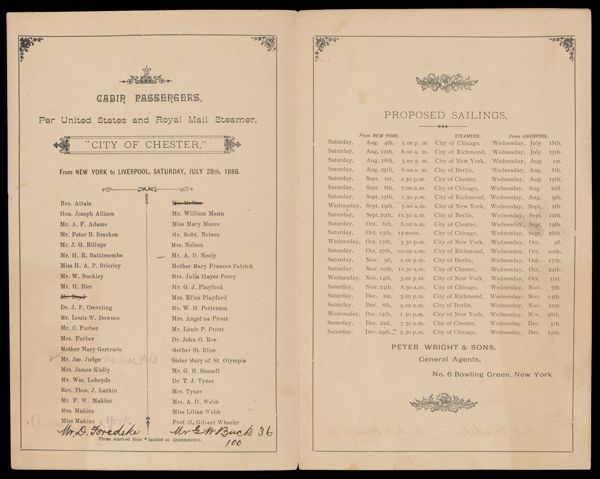 CABIN PASSENGERS,
Per United States and Royal Mail Steamer,
"CITY OF CHESTER,"
From NEW YORK to LIVERPOOL, SATURDAY, JULY 28th, 1888.
Bro. Attale
Hon. Joseph Allison
Mr. A. F. Adams
Mr. Peter B. Bracken
Mr. J. G. Billups
Mr. H. R. Battiscombe
Miss H. A. P. Brierley
Mr. W. Buckley
Mr. H. Bier
Mr. Boyd
Dr. J. P. Creveling
Mr. Louis W. Downes
Mr. C. Furber
Mrs. Furber
Mother Mary Gertrude
Mr. Jas. Judge
Mrs. James Kielly
Mr. Wm. Loheyde
Rev. Thos. J. Larkin
Mr. F. W. Makins
Mrs. Makins
Miss Makins
Mr. D. Forsdike
Mr. William Mann
Miss Mary Moore
Mr. Robt. Nelson
Mrs. Nelson
Mr. A. D. Neely
Mother Mary Frances Patrick
Mrs. Julia Hayes Percy
Mr. G. J. Playford
Mrs. Ellen Playford
Mr. W. H. Petterson
Mrs. Angelina Prout
Mr. Louis P. Prout
Dr. John O. Roe
Mother St. Elise
Sister Mary of St. Olympia
Mr. G. H. Snazell
Dr. T. J. Tyner
Mrs. Tyner
Mrs. A. H. Webb
Miss Lilian Webb
Prof. G. Gilbert Wheeler
Mr G W Buck 36
100
Those marked thus * landed at Queenstown.
PROPOSED SAILINGS.
From NEW YORK. STEAMERS. From LIVERPOOL.
Saturday, Aug. 4th, 3.00 p. m. City of Chicago, Wednesday, July 18th.
Saturday, Aug. 11th, 8.00 a. m. City of Richmond, Wednesday, July 25th.
Saturday, Aug. 18th, 3.00 p. m. City of New York, Wednesday, Aug. 1st.
Saturday, Aug. 25th, 8.00 a. m. City of Berlin, Wednesday, Aug. 8th.
Saturday, Sept. 1st, 1.30 p.m. City of Chester, Wednesday, Aug. 15th.
Saturday, Sept. 8th, 7.00 a.m. City of Chicago, Wednesday, Aug. 22d.
Saturday, Sept. 15th, 1.30 p.m. City of Richmond, Wednesday, Aug. 29th.
Wednesday, Sept. 19th, 5.00 a.m. City of New York, Wednesday, Sept. 5th.
Saturday, Sept. 29th, 11.30 a.m. City of Berlin, Wednesday, Sept. 12th.
Saturday, Oct. 6th, 6.00 a.m. City of Chester, Wednesday, Sept. 19th.
Saturday, Oct. 13th, 12 noon. City of Chicago, Wednesday, Sept. 26th.
Wednesday, Oct. 17th, 3.30 p.m. City of New York, Wednesday, Oct. 3d.
Saturday, Oct. 27th, 10.00 a.m. City of Richmond, Wednesday, Oct. 10th.
Saturday, Nov. 3d, 5.00 p.m. City of Berlin, Wednesday, Oct. 17th.
Saturday, Nov. 10th, 10.30 a.m. City of Chester, Wednesday, Oct. 24th.
Wednesday, Nov. 14th, 3.00 p.m. City of New York, Wednesday, Oct. 31st.
Saturday, Nov. 24th, 8.30 a.m. City of Chicago, Wednesday, Nov. 7th
Saturday, Dec. 1st, 3.00 p.m. City of Richmond, Wednesday, Nov. 14th.
Saturday, Dec. 8th, 9.00 a.m. City of Berlin, Wednesday, Nov. 21st.
Wednesday, Dec. 12th, 1.30 p.m. City of New York, Wednesday, Nov. 28th.
Saturday, Dec. 22d, 7.30 a.m. City of Chester, Wednesday, Dec. 5th.
Saturday, Dec. 29th, 2.30 p.m. City of Chicago, Wednesday, Dec. 12th.
PETER WRIGHT & SONS,
General Agents,
No. 6 Bowling Green, New York.